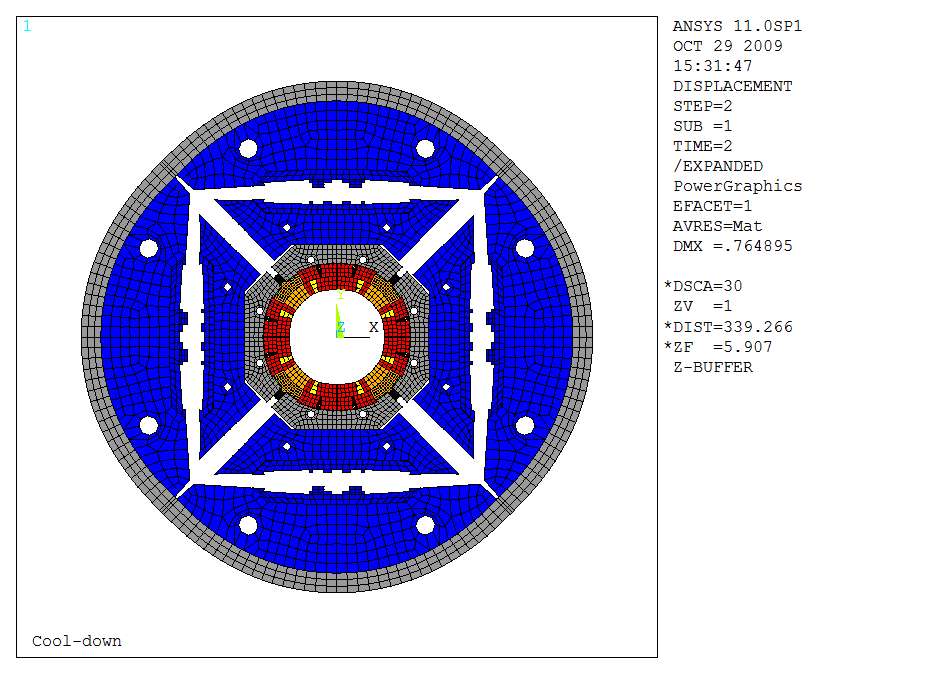 1
ANSYS 11.0SP1
OCT 29 2009
15:31:47
DISPLACEMENT
STEP=2
SUB =1
TIME=2
/EXPANDED
PowerGraphics
EFACET=1
AVRES=Mat
DMX =.764895
*DSCA=30
ZV =1
*DIST=339.266
*ZF =5.907
Z-BUFFER
Z X
Cool-down